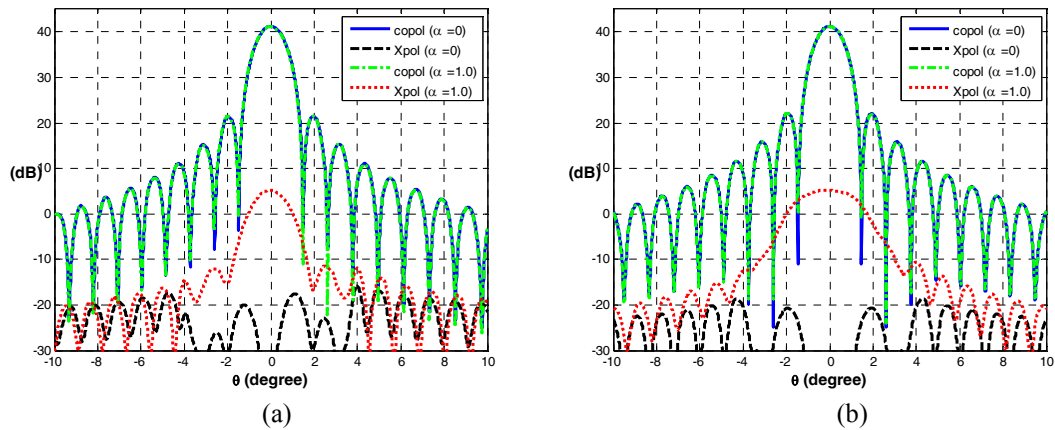 40
30
20
10
0
-10
-20
-30
(dB)
-10 -8 -6 -4 -2 0 2 4 6 8 10
θ (degree)
copol (α =0)
Xpol (α =0)
copol (α =1.0)
Xpol (α =1.0)
(a)
40
30
20
10
0
-10
-20
-30
(dB)
-10 -8 -6 -4 -2 0 2 4 6 8 10
θ (degree)
copol (α =0)
Xpol (α =0)
copol (α =1.0)
Xpol (α =1.0)
(b)